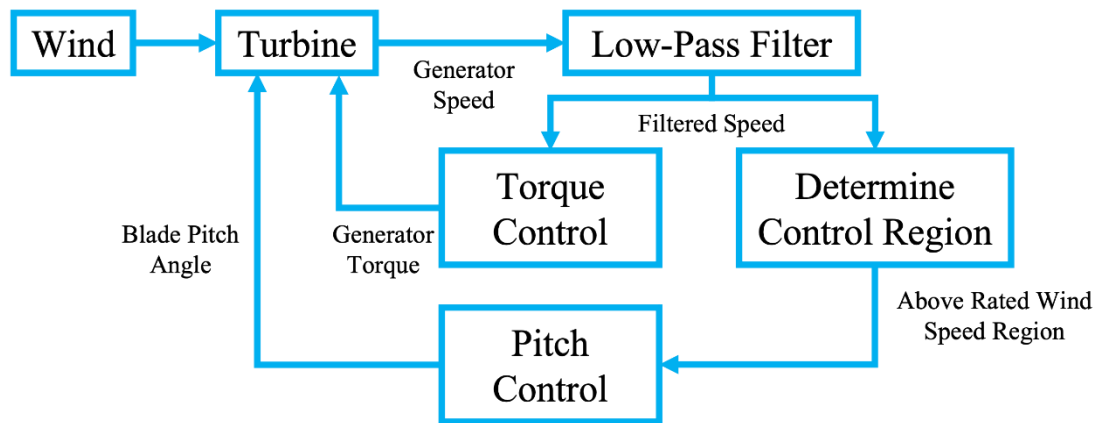 Wind
Turbine
Low-Pass Filter
Generator
Speed
Filtered Speed
Torque
Control
Determine
Control Region
Blade Pitch
Angle
Generator
Torque
Above Rated Wind
Speed Region
Pitch
Control